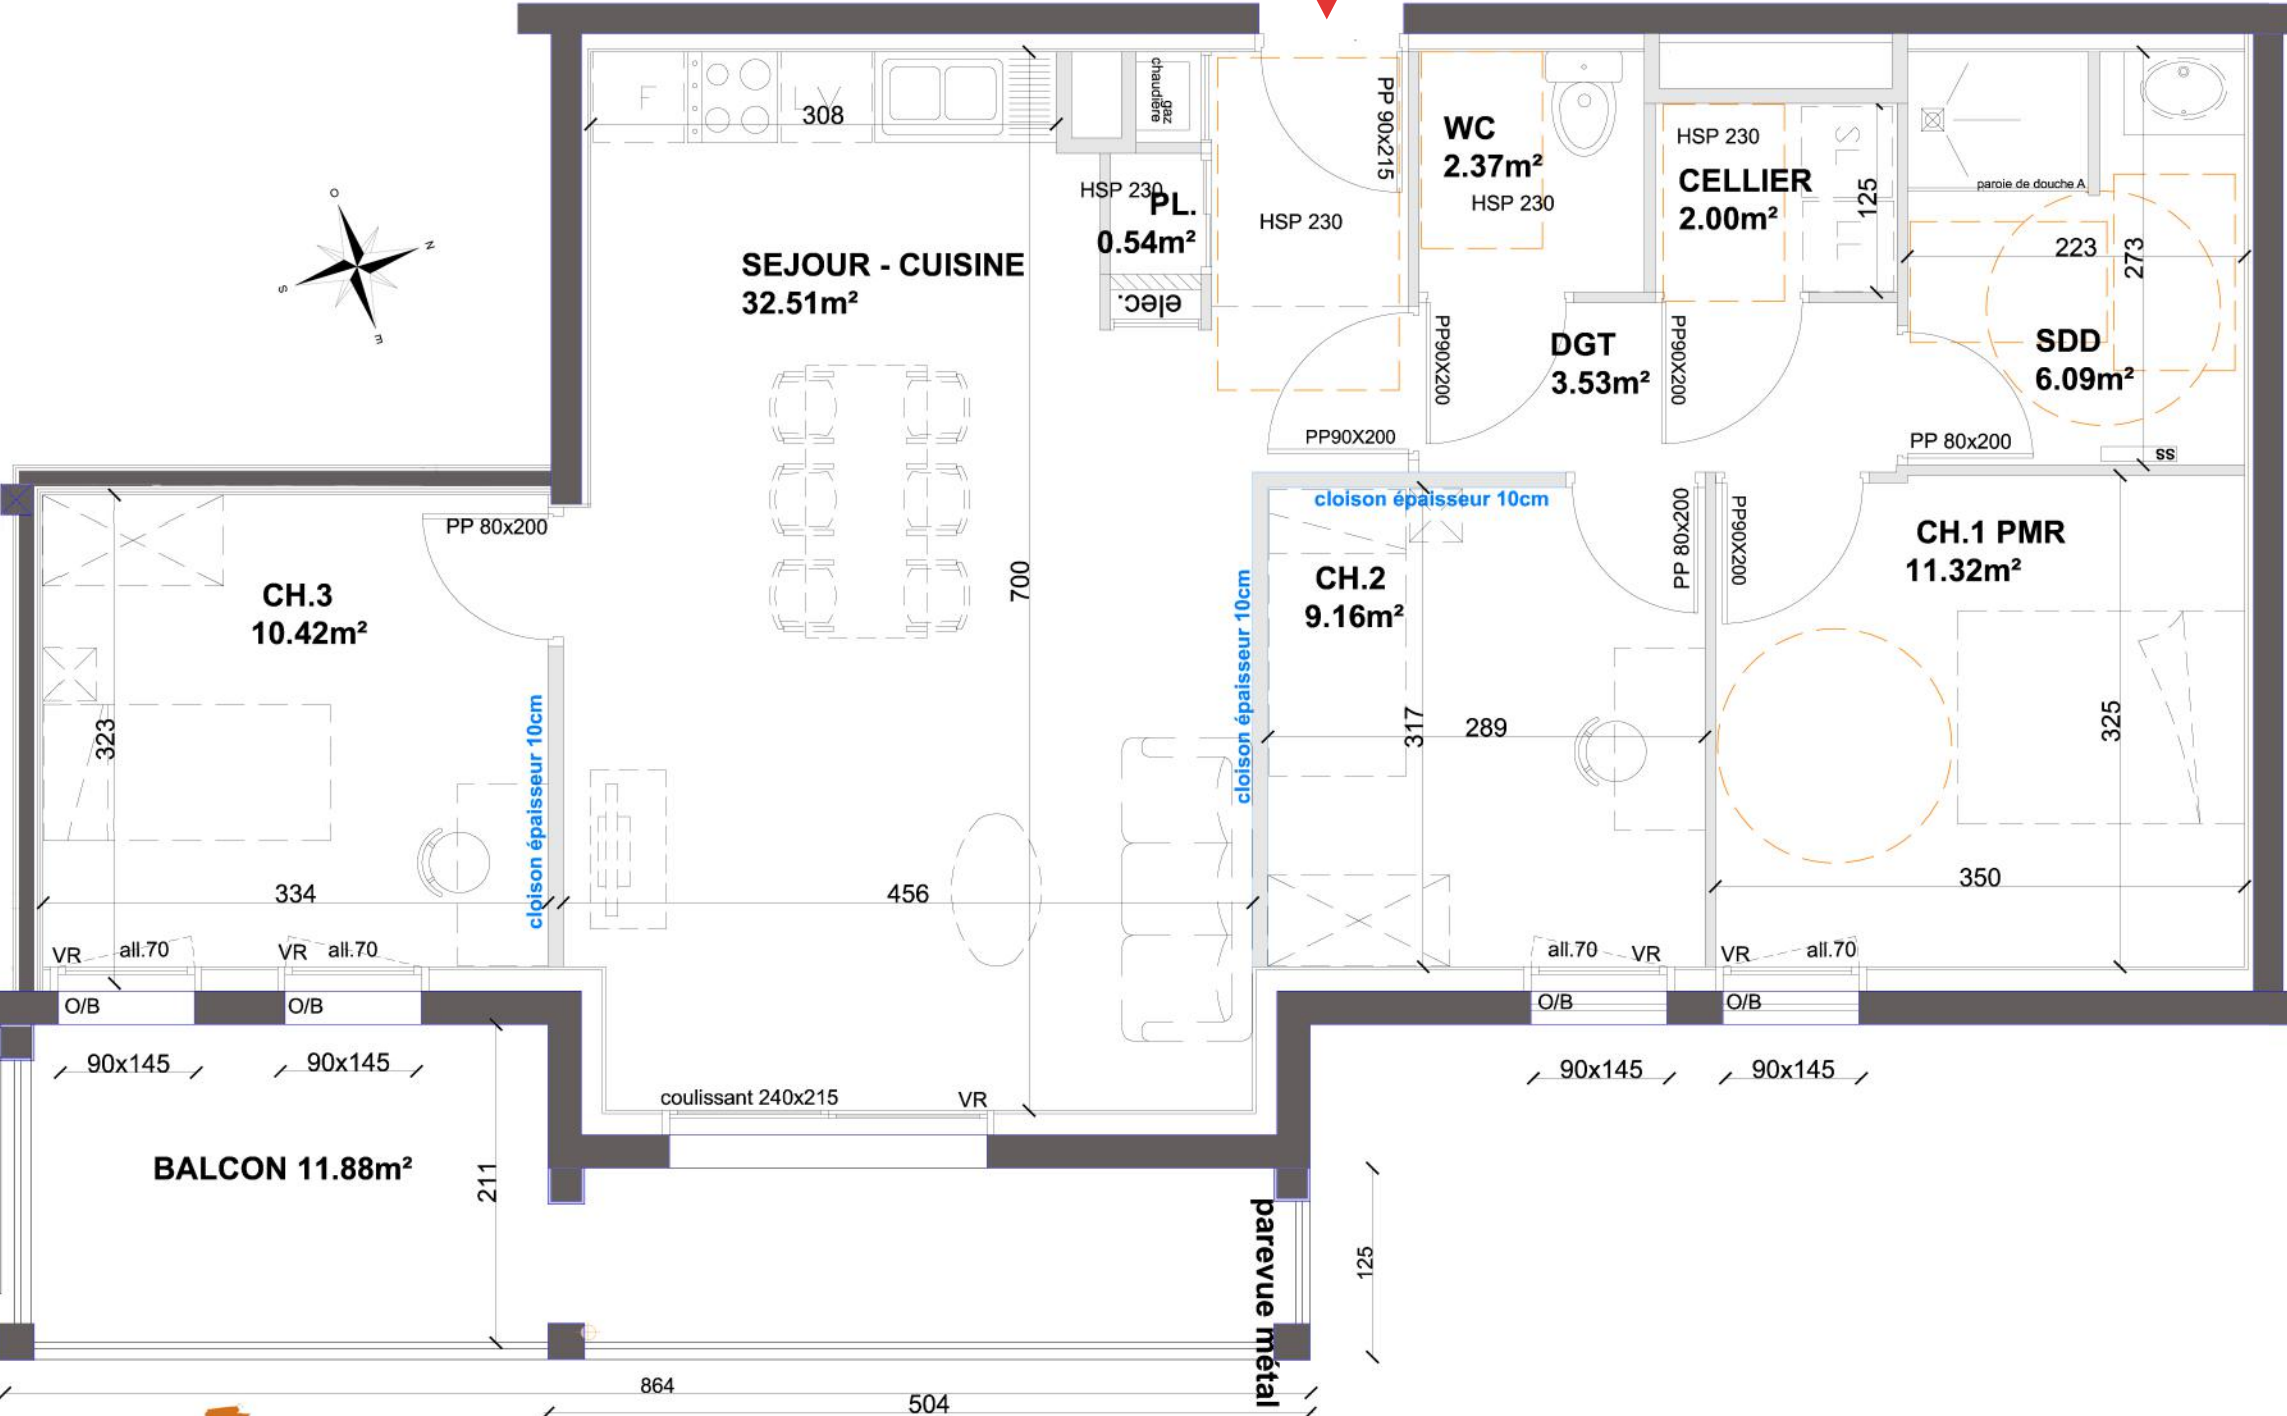 F
LV
308
chaudière
gaz
PP 90x215
WC
2.37m²
HSP 230
HSP 230
CELLIER
2.00m²
SL
LL
125
paroie de douche A
HSP 230
PL.
0.54m²
HSP 230
elec.
O
N
S
E
SEJOUR - CUISINE
32.51m²
223
273
SDD
6.09m²
DGT
3.53m²
PP90X200
PP90X200
PP90X200
PP 80x200
SS
PP 80x200
cloison épaisseur 10cm
PP 80x200
PP90X200
CH.1 PMR
11.32m²
CH.2
9.16m²
CH.3
10.42m²
700
cloison épaisseur 10cm
cloison épaisseur 10cm
323
317
289
325
334
456
350
VR
all.70
VR
all.70
all.70
VR
VR
all.70
O/B
O/B
O/B
O/B
90x145
90x145
90x145
90x145
coulissant 240x215
VR
BALCON 11.88m²
211
parevue métal
125
864
504